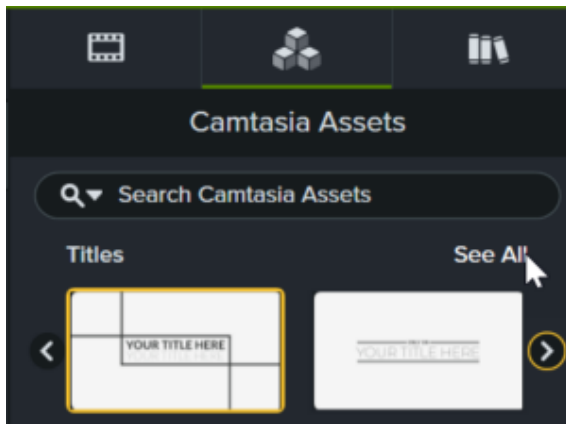 Camtasia Assets
Search Camtasia Assets
Titles
See All
YOUR TITLE HERE
YOUR TITLE HERE